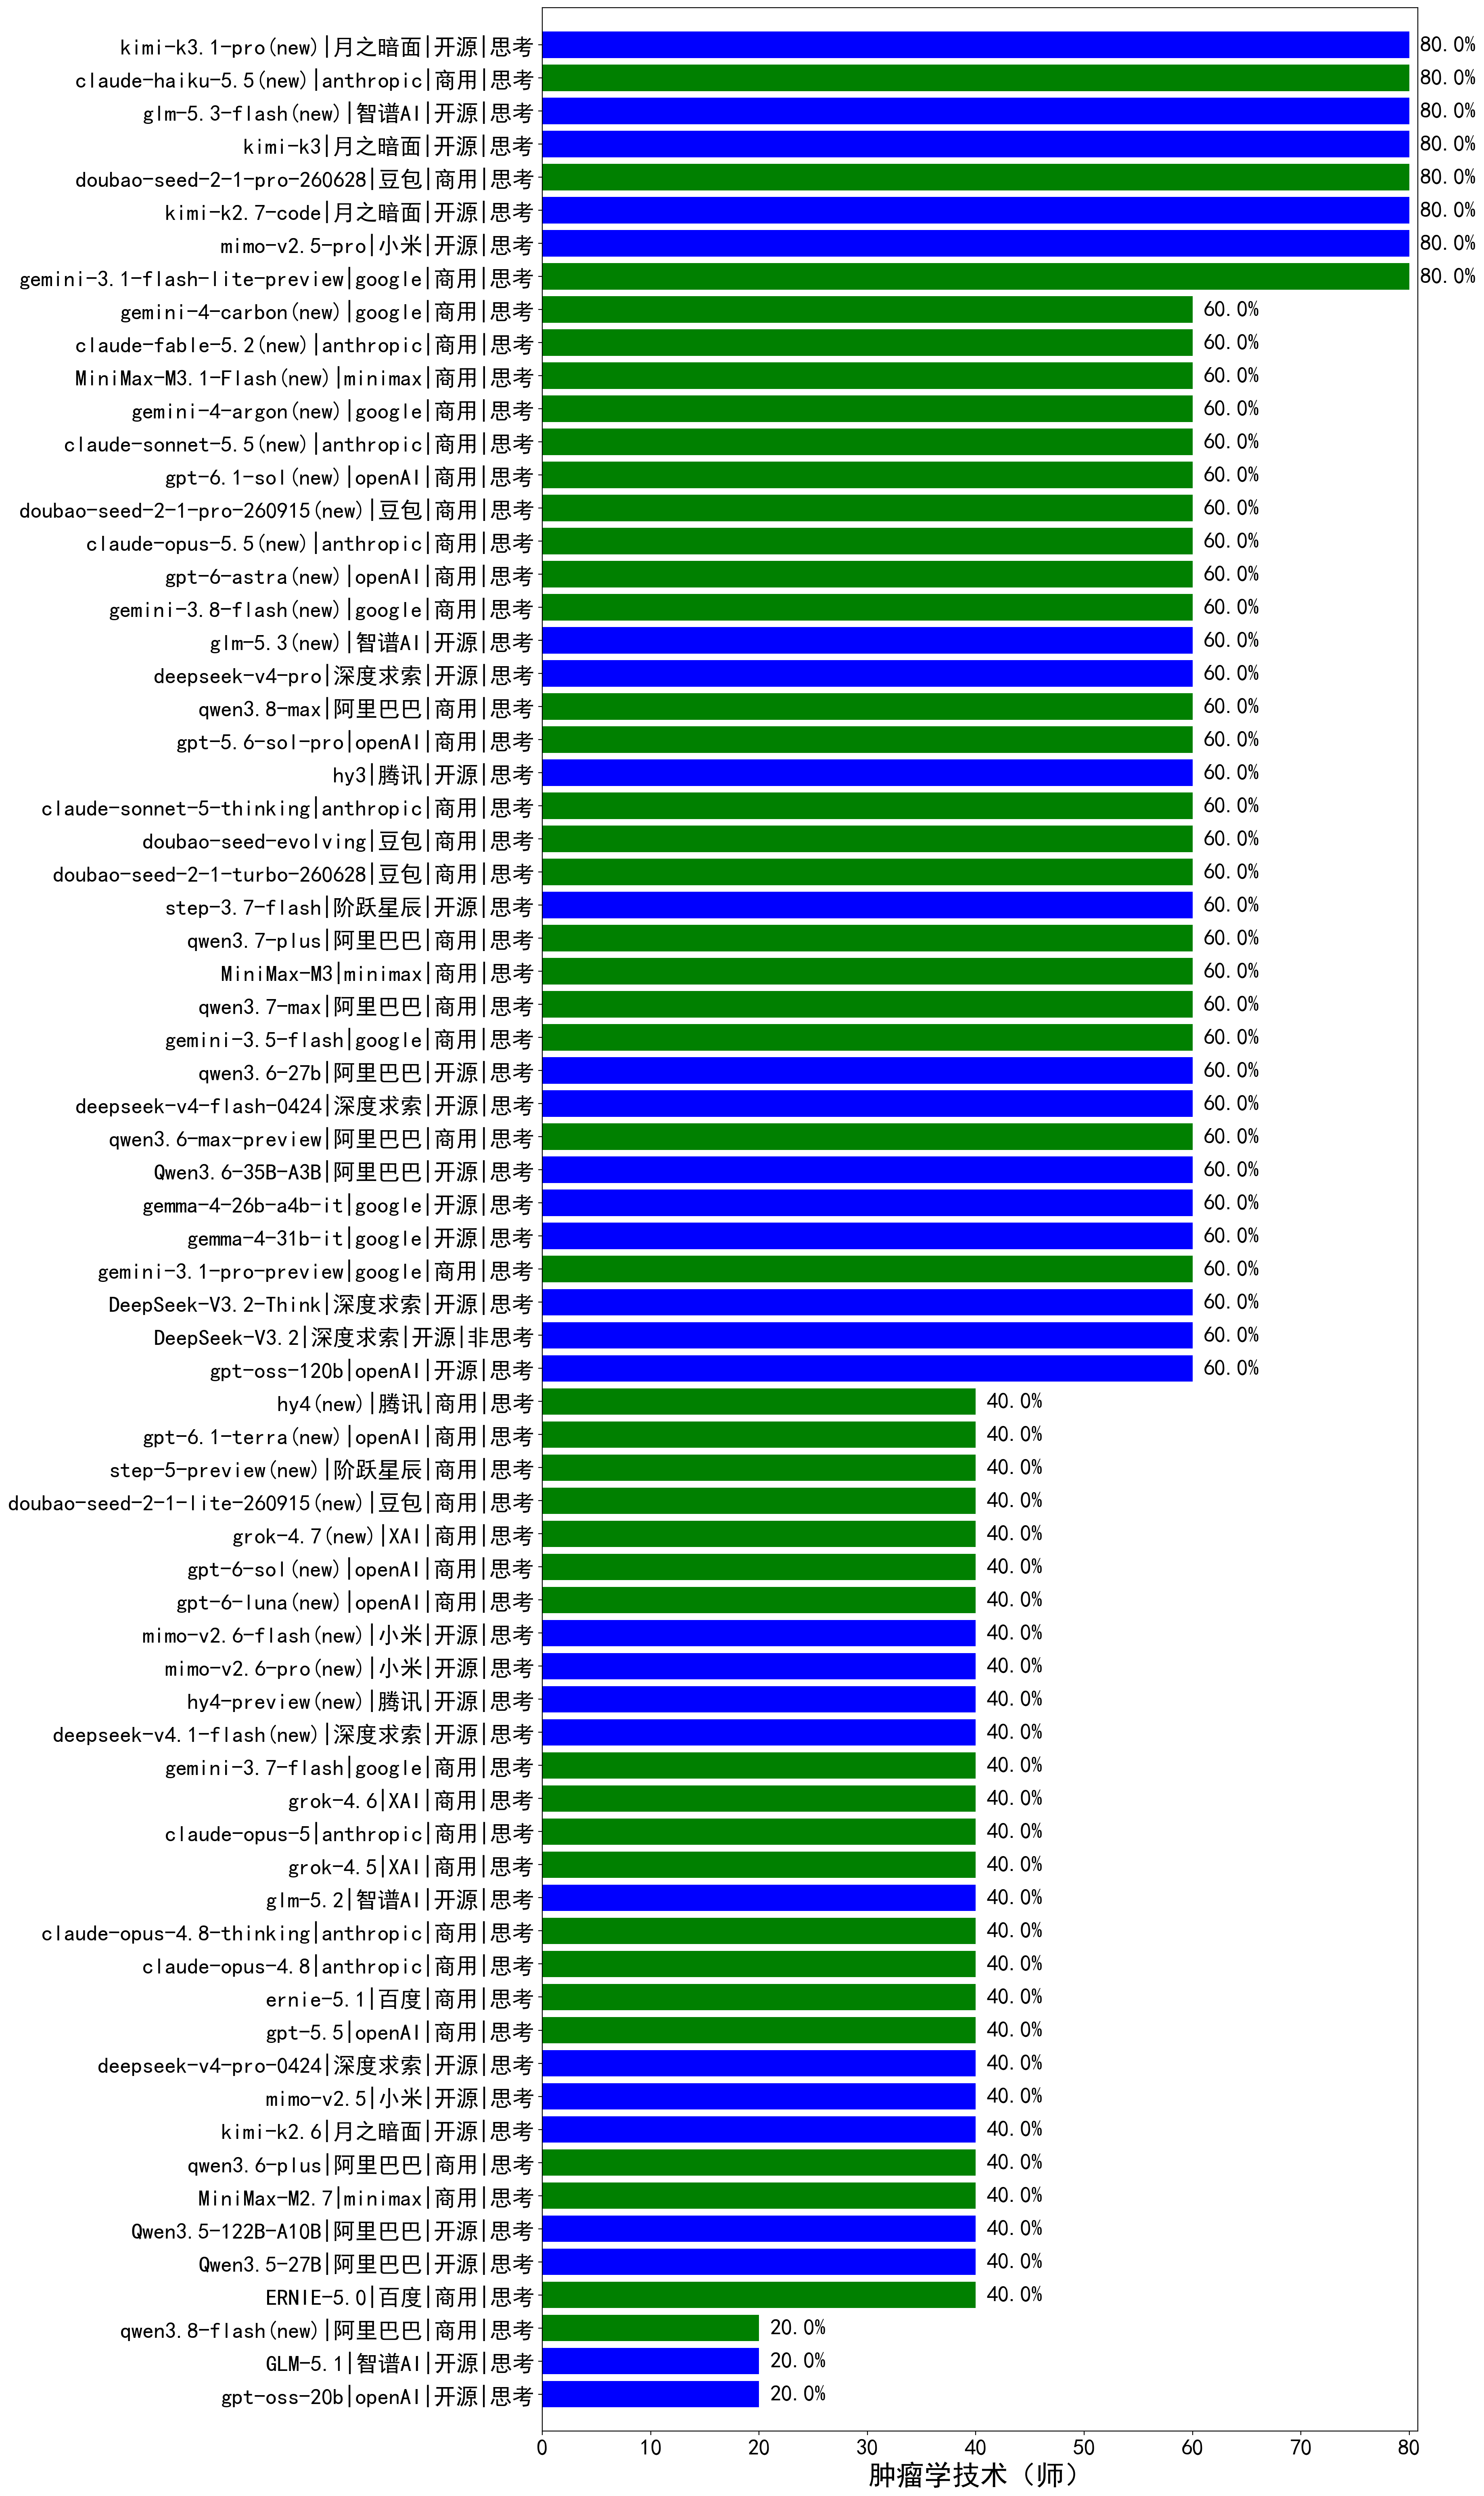 kimi-k3.1-pro(new)|月之暗面|开源|思考 80.0%
claude-haiku-5.5(new)|anthropic|商用|思考 80.0%
glm-5.3-flash(new)|智谱AI|开源|思考 80.0%
kimi-k3|月之暗面|开源|思考 80.0%
doubao-seed-2-1-pro-260628|豆包|商用|思考 80.0%
kimi-k2.7-code|月之暗面|开源|思考 80.0%
mimo-v2.5-pro|小米|开源|思考 80.0%
gemini-3.1-flash-lite-preview|google|商用|思考 80.0%
gemini-4-carbon(new)|google|商用|思考 60.0%
claude-fable-5.2(new)|anthropic|商用|思考 60.0%
MiniMax-M3.1-Flash(new)|minimax|商用|思考 60.0%
gemini-4-argon(new)|google|商用|思考 60.0%
claude-sonnet-5.5(new)|anthropic|商用|思考 60.0%
gpt-6.1-sol(new)|openAI|商用|思考 60.0%
doubao-seed-2-1-pro-260915(new)|豆包|商用|思考 60.0%
claude-opus-5.5(new)|anthropic|商用|思考 60.0%
gpt-6-astra(new)|openAI|商用|思考 60.0%
gemini-3.8-flash(new)|google|商用|思考 60.0%
glm-5.3(new)|智谱AI|开源|思考 60.0%
deepseek-v4-pro|深度求索|开源|思考 60.0%
qwen3.8-max|阿里巴巴|商用|思考 60.0%
gpt-5.6-sol-pro|openAI|商用|思考 60.0%
hy3|腾讯|开源|思考 60.0%
claude-sonnet-5-thinking|anthropic|商用|思考 60.0%
doubao-seed-evolving|豆包|商用|思考 60.0%
doubao-seed-2-1-turbo-260628|豆包|商用|思考 60.0%
step-3.7-flash|阶跃星辰|开源|思考 60.0%
qwen3.7-plus|阿里巴巴|商用|思考 60.0%
MiniMax-M3|minimax|商用|思考 60.0%
qwen3.7-max|阿里巴巴|商用|思考 60.0%
gemini-3.5-flash|google|商用|思考 60.0%
qwen3.6-27b|阿里巴巴|开源|思考 60.0%
deepseek-v4-flash-0424|深度求索|开源|思考 60.0%
qwen3.6-max-preview|阿里巴巴|商用|思考 60.0%
Qwen3.6-35B-A3B|阿里巴巴|开源|思考 60.0%
gemma-4-26b-a4b-it|google|开源|思考 60.0%
gemma-4-31b-it|google|开源|思考 60.0%
gemini-3.1-pro-preview|google|商用|思考 60.0%
DeepSeek-V3.2-Think|深度求索|开源|思考 60.0%
DeepSeek-V3.2|深度求索|开源|非思考 60.0%
gpt-oss-120b|openAI|开源|思考 60.0%
hy4(new)|腾讯|商用|思考 40.0%
gpt-6.1-terra(new)|openAI|商用|思考 40.0%
step-5-preview(new)|阶跃星辰|商用|思考 40.0%
doubao-seed-2-1-lite-260915(new)|豆包|商用|思考 40.0%
grok-4.7(new)|XAI|商用|思考 40.0%
gpt-6-sol(new)|openAI|商用|思考 40.0%
gpt-6-luna(new)|openAI|商用|思考 40.0%
mimo-v2.6-flash(new)|小米|开源|思考 40.0%
mimo-v2.6-pro(new)|小米|开源|思考 40.0%
hy4-preview(new)|腾讯|开源|思考 40.0%
deepseek-v4.1-flash(new)|深度求索|开源|思考 40.0%
gemini-3.7-flash|google|商用|思考 40.0%
grok-4.6|XAI|商用|思考 40.0%
claude-opus-5|anthropic|商用|思考 40.0%
grok-4.5|XAI|商用|思考 40.0%
glm-5.2|智谱AI|开源|思考 40.0%
claude-opus-4.8-thinking|anthropic|商用|思考 40.0%
claude-opus-4.8|anthropic|商用|思考 40.0%
ernie-5.1|百度|商用|思考 40.0%
gpt-5.5|openAI|商用|思考 40.0%
deepseek-v4-pro-0424|深度求索|开源|思考 40.0%
mimo-v2.5|小米|开源|思考 40.0%
kimi-k2.6|月之暗面|开源|思考 40.0%
qwen3.6-plus|阿里巴巴|商用|思考 40.0%
MiniMax-M2.7|minimax|商用|思考 40.0%
Qwen3.5-122B-A10B|阿里巴巴|开源|思考 40.0%
Qwen3.5-27B|阿里巴巴|开源|思考 40.0%
ERNIE-5.0|百度|商用|思考 40.0%
qwen3.8-flash(new)|阿里巴巴|商用|思考 20.0%
GLM-5.1|智谱AI|开源|思考 20.0%
gpt-oss-20b|openAI|开源|思考 20.0%
0 10 20 30 40 50 60 70 80
肿瘤学技术（师）